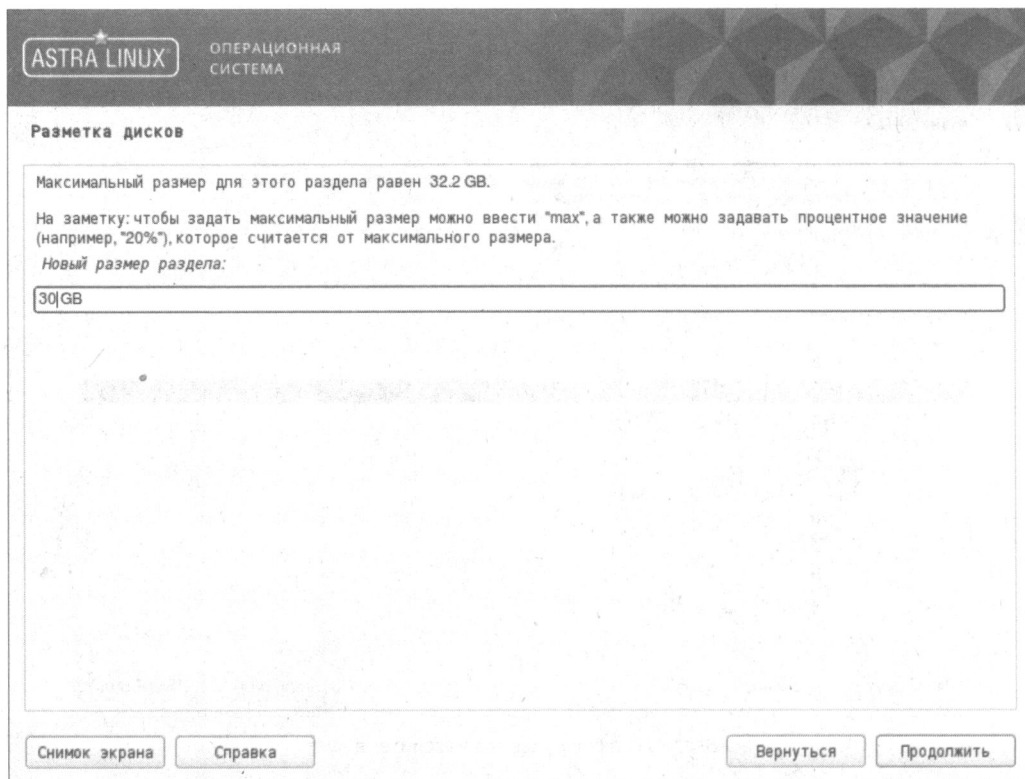 ASTRA LINUX
ОПЕРАЦИОННАЯ
СИСТЕМА
Разметка дисков
Максимальный размер для этого раздела равен 32.2 GB.
На заметку: чтобы задать максимальный размер можно ввести "max", а также можно задавать процентное значение
(например, "20%"), которое считается от максимального размера.
Новый размер раздела:
30 GB
Снимок экрана
Справка
Вернуться
Продолжить